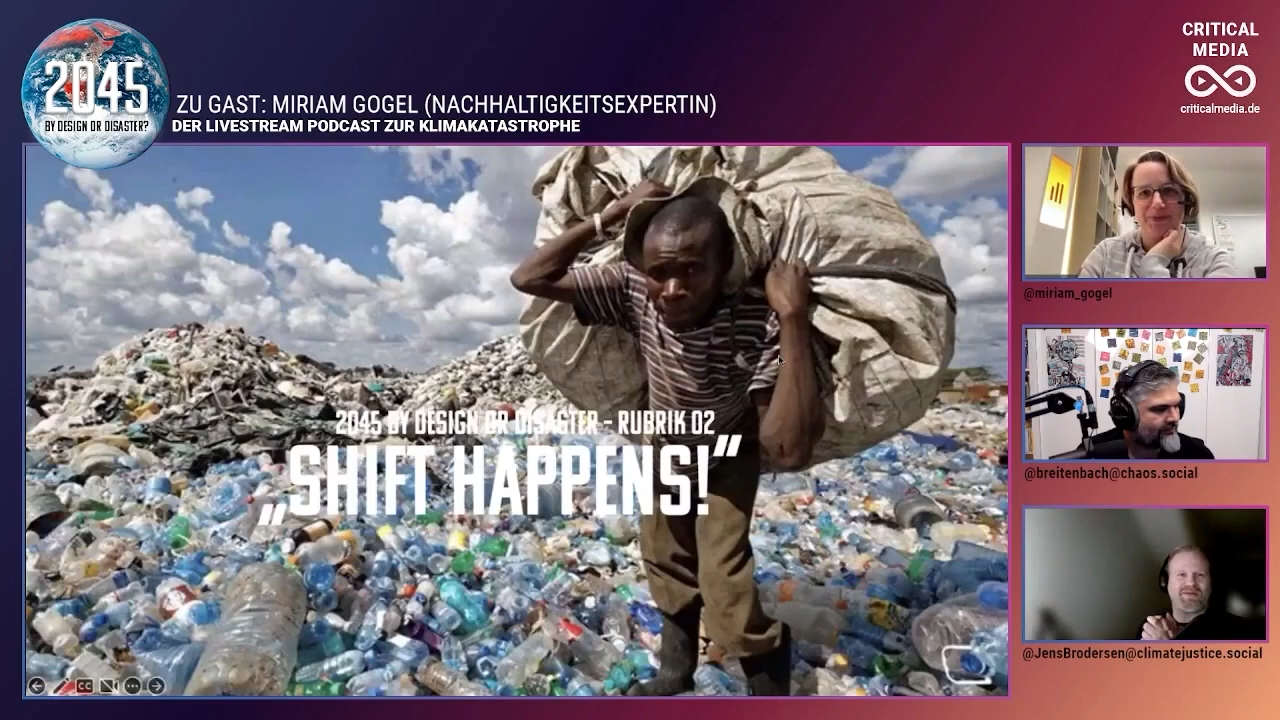 2045
BY DESIGN OR DISASTER?
ZU GAST: MIRIAM GOGEL (NACHHALTIGKEITSEXPERTIN)
DER LIVESTREAM PODCAST ZUR KLIMAKATASTROPHE
CRITICAL
MEDIA
criticalmedia.de
2045 BY DESIGN OR DISASTER – RUBRIK 02
„SHIFT HAPPENS!“
CC
@miriam_gogel
@breitenbach@chaos.social
@JensBrodersen@climatejustice.social